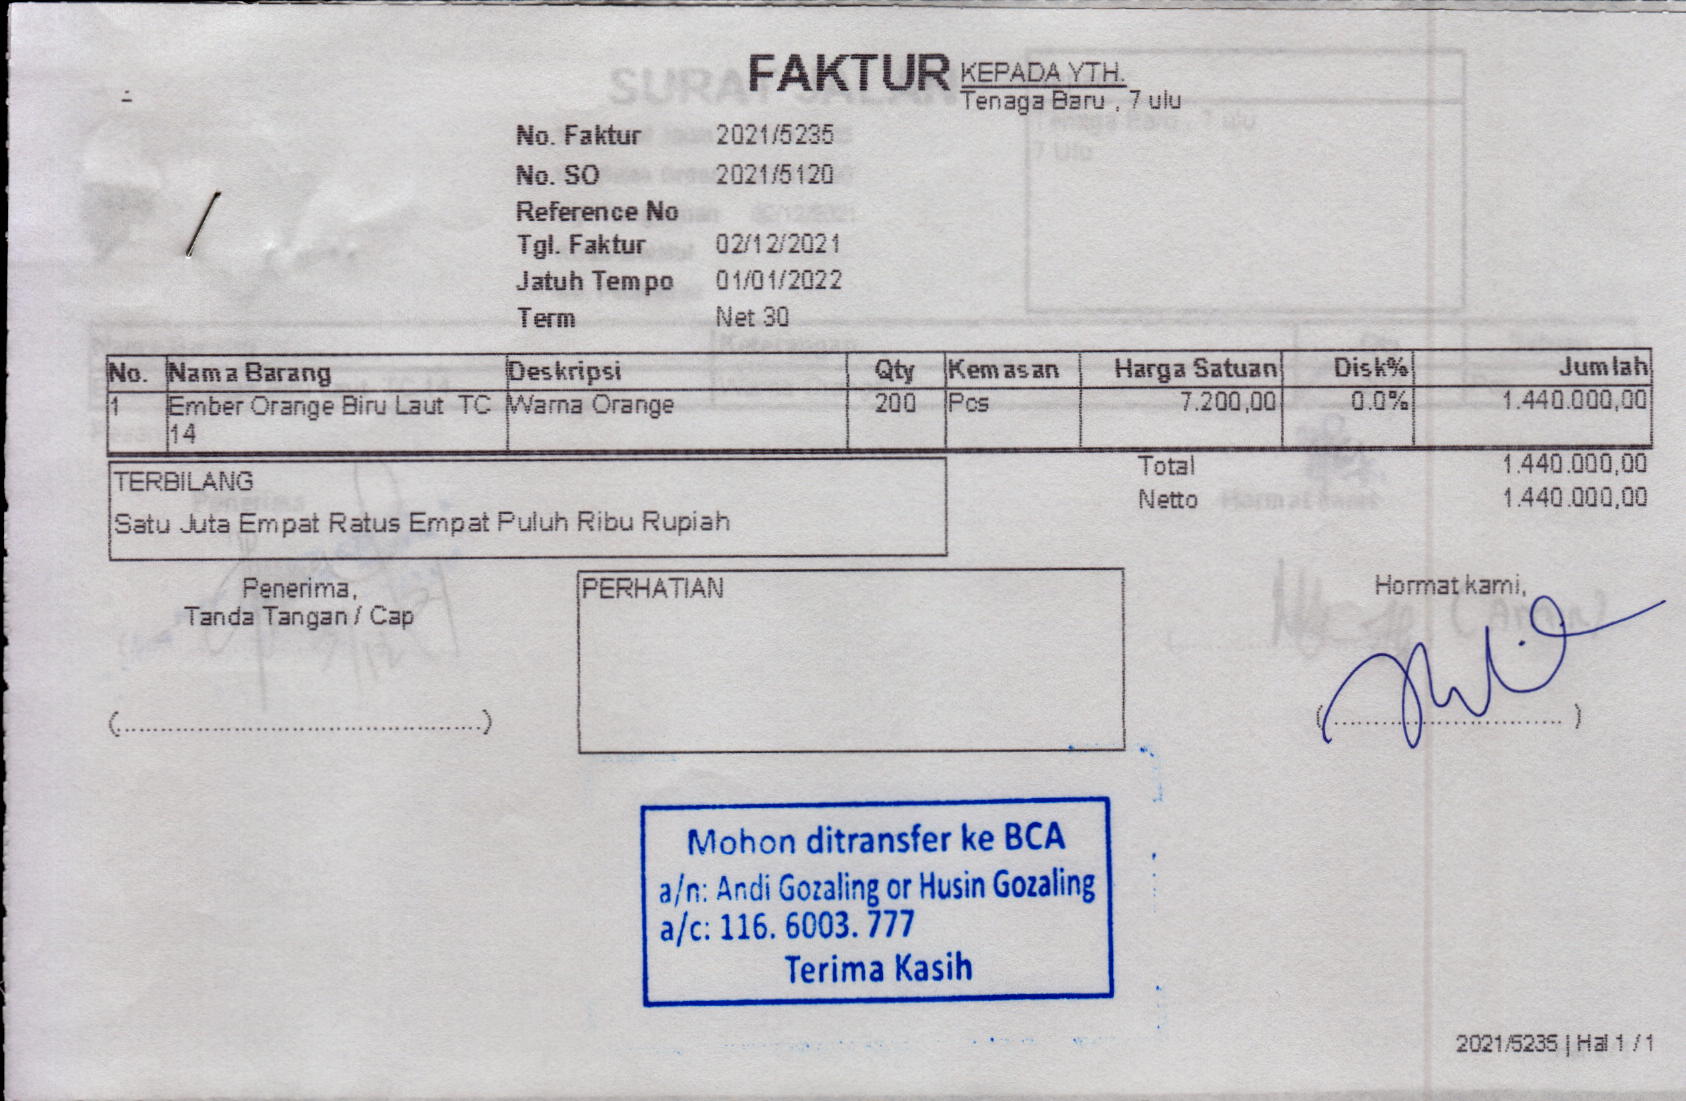 FAKTUR
KEPADA YTH.
Tenaga Baru , 7 ulu
No. Faktur 2021/5235
No. SO 2021/5120
Reference No
Tgl. Faktur 02/12/2021
Jatuh Tempo 01/01/2022
Term Net 30
No. Nama Barang Deskripsi Qty Kemasan Harga Satuan Disk% Jumlah
1 Ember Orange Biru Laut TC Warna Orange 200 Pcs 7.200,00 0.0% 1.440.000,00
14
Total 1.440.000,00
Netto 1.440.000,00
TERBILANG
Satu Juta Empat Ratus Empat Puluh Ribu Rupiah
Penerima,
Tanda Tangan / Cap
(..................................................)
PERHATIAN
Hormat kami,
(............................... )
Mohon ditransfer ke BCA
a/n: Andi Gozaling or Husin Gozaling
a/c: 116. 6003. 777
Terima Kasih
2021/5235 | Hal 1 / 1